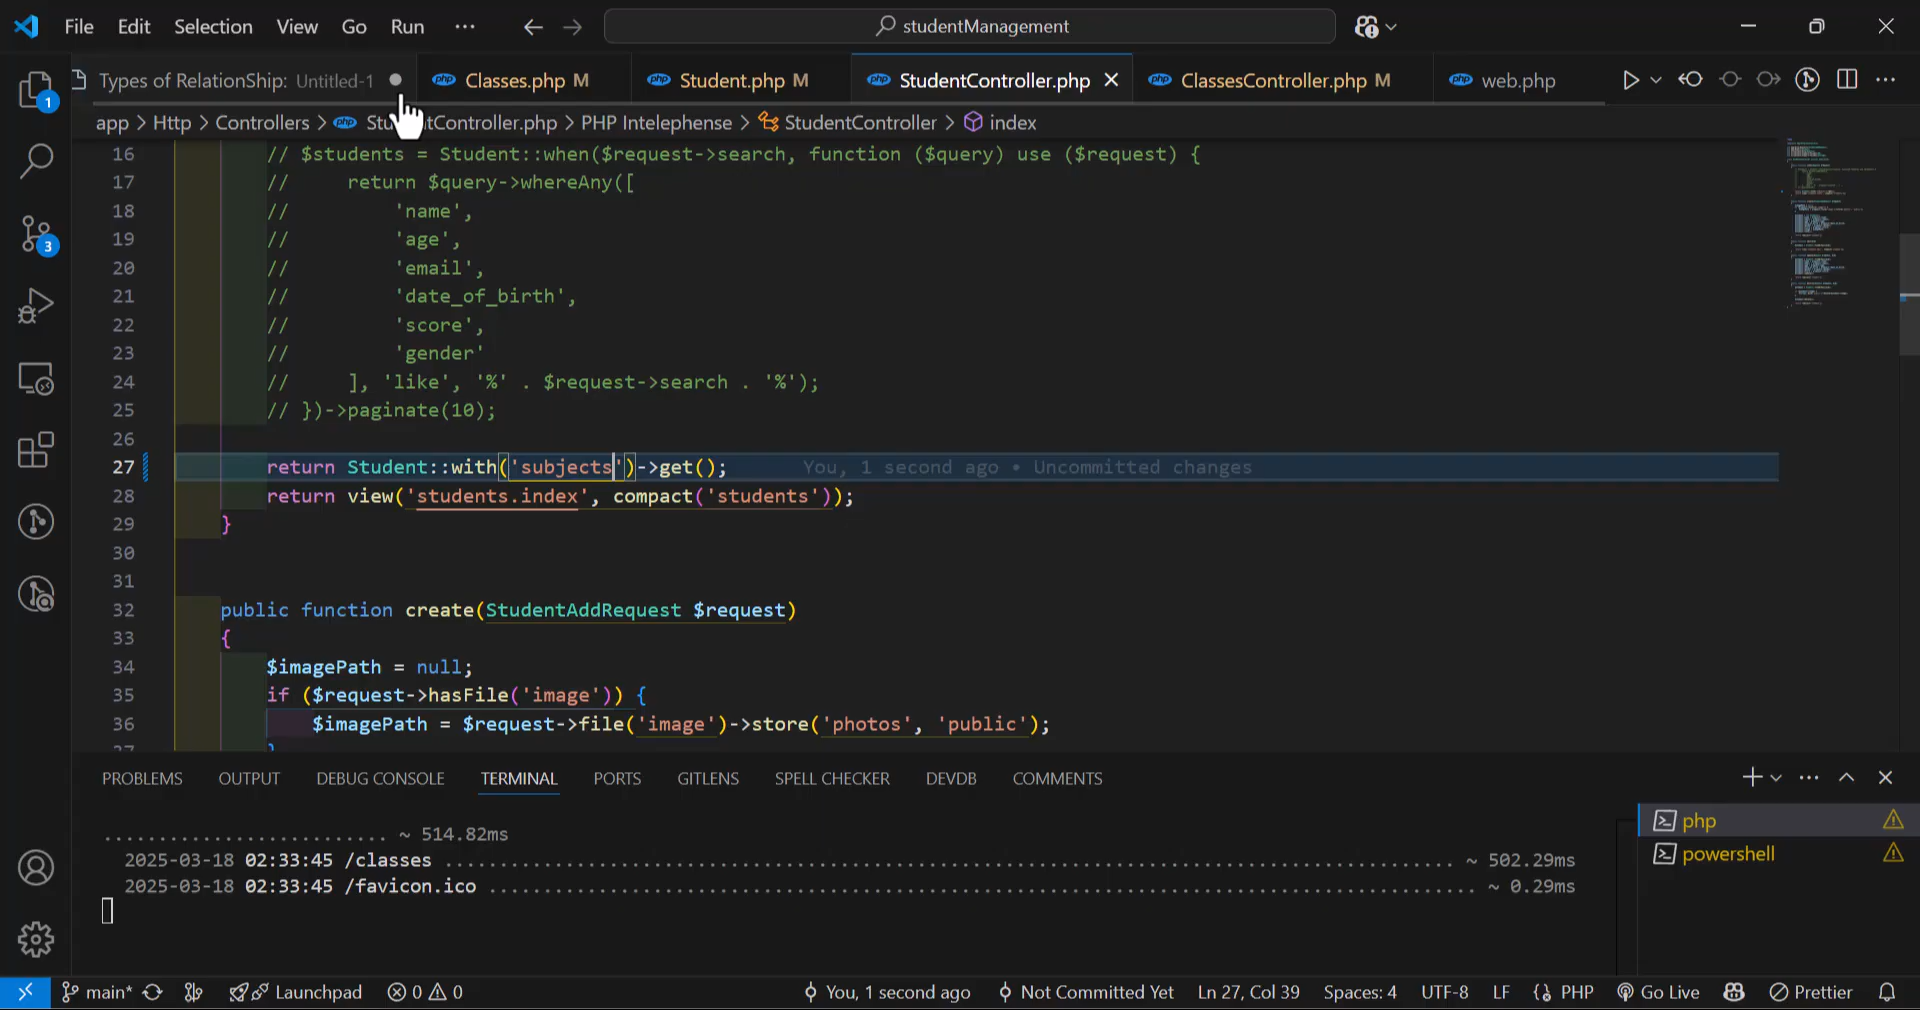 File Edit Selection View Go Run ··· studentManagement
Types of RelationShip: Untitled-1 ● Classes.php M Student.php M StudentController.php ClassesController.php M web.php
app > Http > Controllers > StudentController.php > PHP Intelephense > StudentController > index
16 // $students = Student::when($request->search, function ($query) use ($request) {
17 // return $query->whereAny([
18 // 'name',
19 // 'age',
20 // 'email',
21 // 'date_of_birth',
22 // 'score',
23 // 'gender'
24 // ], 'like', '%' . $request->search . '%');
25 // })->paginate(10);
26
27 return Student::with('subjects')->get(); You, 1 second ago • Uncommitted changes
28 return view('students.index', compact('students'));
29 }
30
31
32 public function create(StudentAddRequest $request)
33 {
34 $imagePath = null;
35 if ($request->hasFile('image')) {
36 $imagePath = $request->file('image')->store('photos', 'public');
37 }
PROBLEMS OUTPUT DEBUG CONSOLE TERMINAL PORTS GITLENS SPELL CHECKER DEVDB COMMENTS
........................ ~ 514.82ms
2025-03-18 02:33:45 /classes ........................ ~ 502.29ms
2025-03-18 02:33:45 /favicon.ico ........................ ~ 0.29ms
php
powershell
1
3
main* Launchpad 0 0 You, 1 second ago Not Committed Yet Ln 27, Col 39 Spaces: 4 UTF-8 LF PHP Go Live Prettier